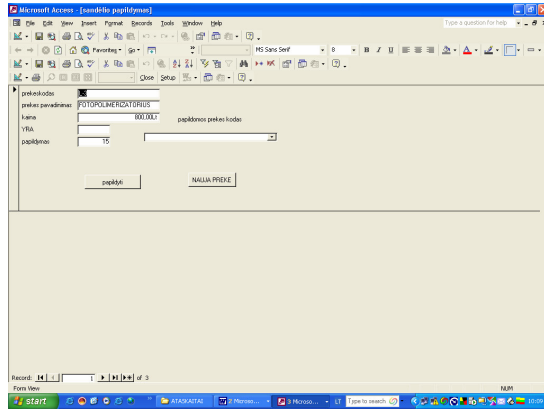 Microsoft Access - [sandėlio papildymas]
File Edit View Insert Format Records Tools Window Help
Type a question for help
MS Sans Serif 8 B I U
Favorites Go
Close Setup
prekeskodas
prekes pavadinimas FOTOPOLIMERIZATORIUS
kaina 800,00Lt
papildomos prekes kodas
YRA
papildymas 15
papildyti
NAUJA PREKE
Record: 1 of 3
Form View
NUM
start
ATASKAITAI
2 Microso...
3 Microso...
LT
Type to search
10:09